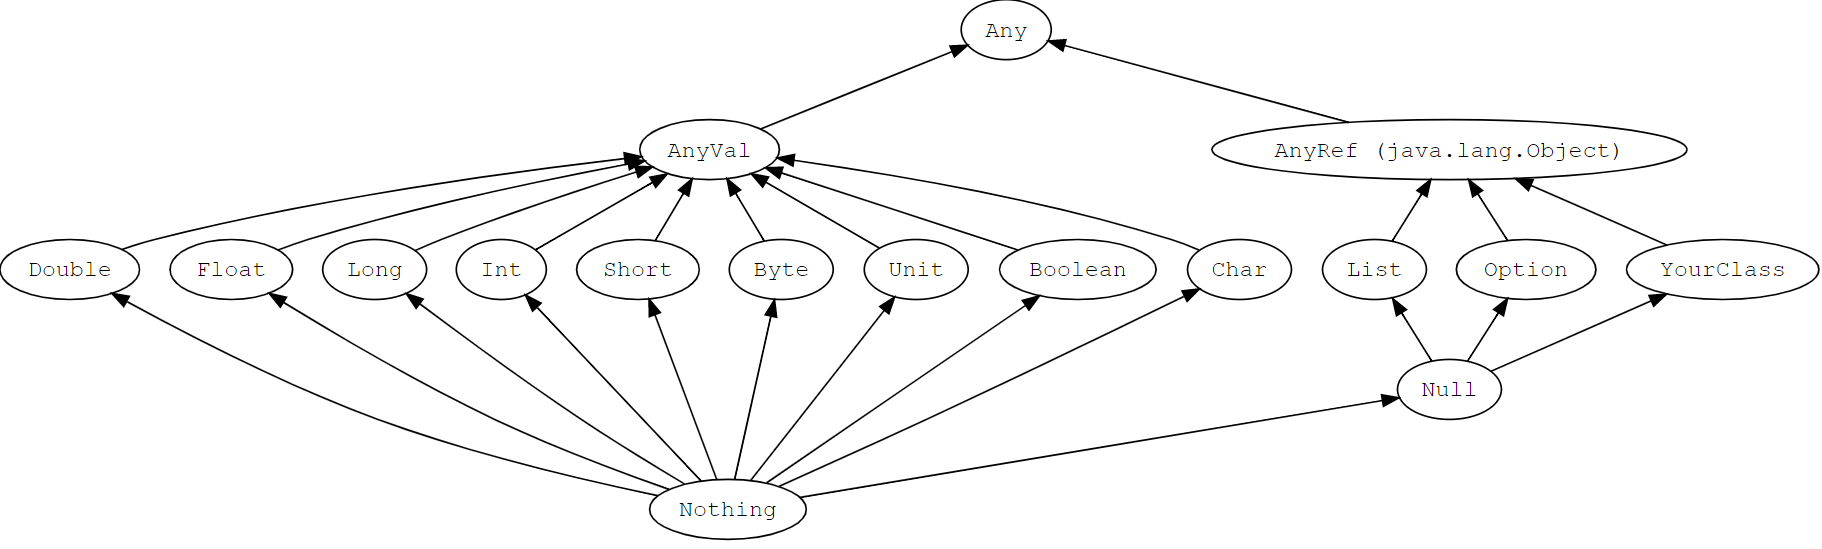 Any
AnyVal
AnyRef (java.lang.Object)
Double
Float
Long
Int
Short
Byte
Unit
Boolean
Char
List
Option
YourClass
Null
Nothing